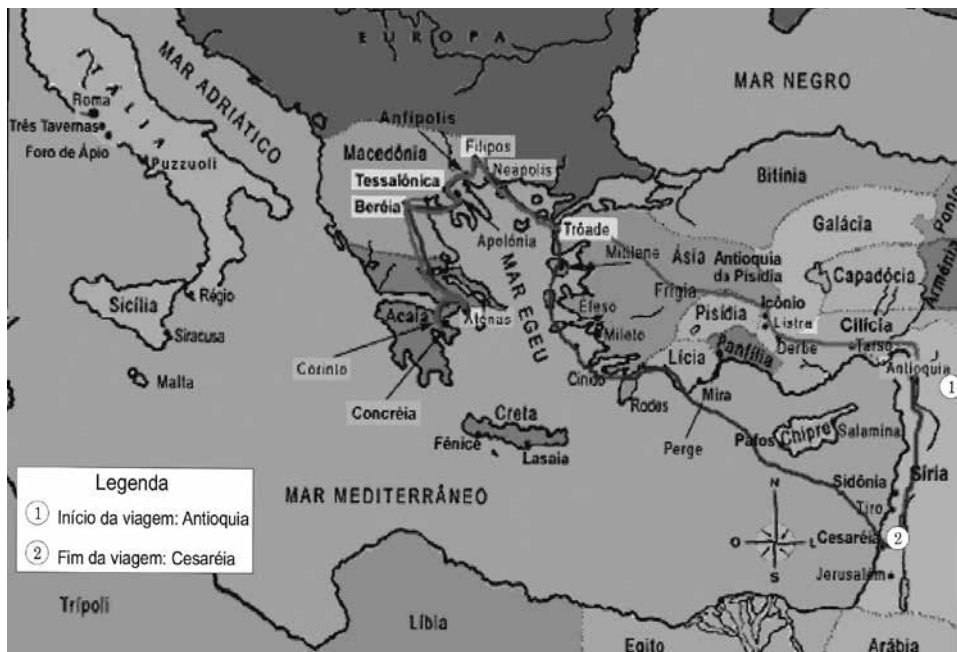 EUROPA
MAR NEGRO
MAR ADRIÁTICO
ITÁLIA
Roma
Três Tavernas
Foro de Ápio
Puzzuoli
Anfípolis
Filipos
Neápolis
Macedônia
Tessalônica
Beréia
Apolônia
Bitínia
Galácia
Trôade
Mitilene
Ásia
Antioquia
da Pisídia
Capadócia
Armênia
MAR EGEU
Frígia
Icônio
Listra
Derbe
Pisídia
Cilícia
Tarso
Sicília
Régio
Siracusa
Acaia
Atenas
Éfeso
Mileto
Lícia
Panfília
Antioquia
1
Malta
Corinto
Concréia
Cindo
Rodes
Mira
Perge
Creta
Fênice
Lasaia
Pafos
Chipre
Salamina
Sidônia
Síria
Tiro
MAR MEDITERRÂNEO
N
O
L
S
Cesaréia
2
Jerusalém
Legenda
1 Início da viagem: Antioquia
2 Fim da viagem: Cesaréia
Trípoli
Líbia
Egito
Arábia